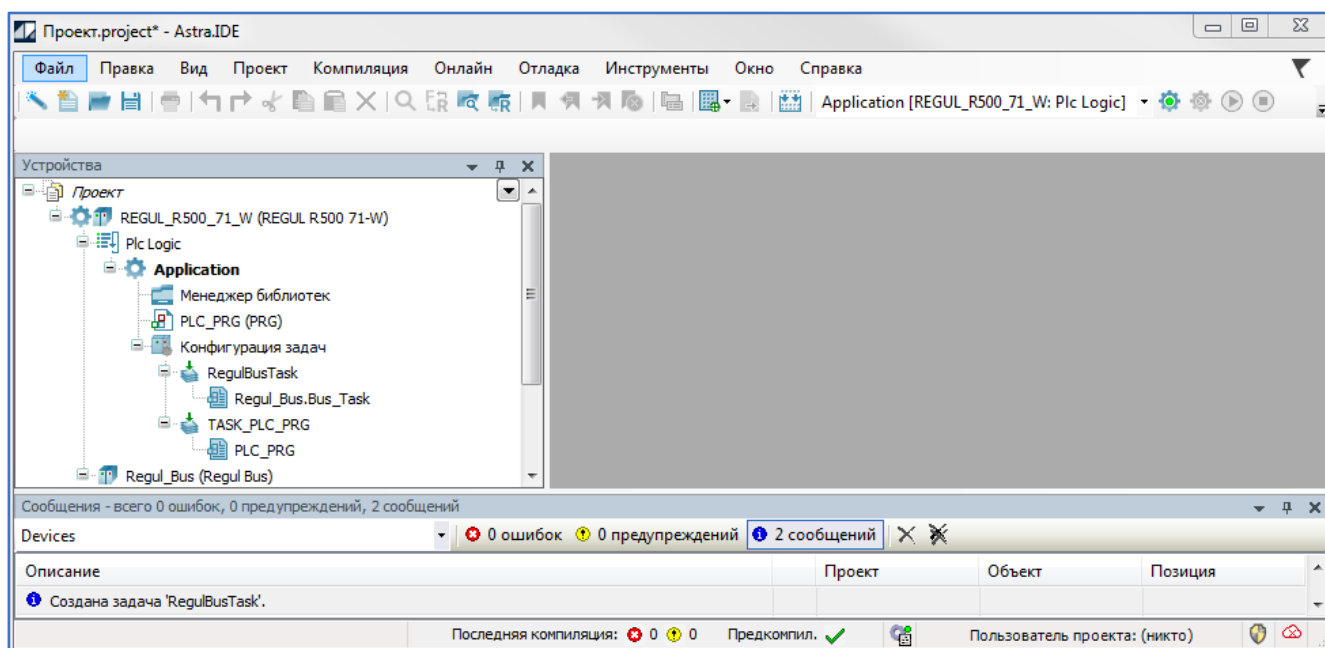 Проект.project* - Astra.IDE
Файл Правка Вид Проект Компиляция Онлайн Отладка Инструменты Окно Справка
Application [REGUL_R500_71_W: Plc Logic]
Устройства
Проект
REGUL_R500_71_W (REGUL R500 71-W)
Plc Logic
Application
Менеджер библиотек
PLC_PRG (PRG)
Конфигурация задач
RegulBusTask
Regul_Bus.Bus_Task
TASK_PLC_PRG
PLC_PRG
Regul_Bus (Regul Bus)
Сообщения - всего 0 ошибок, 0 предупреждений, 2 сообщений
Devices 0 ошибок 0 предупреждений 2 сообщений
Описание Проект Объект Позиция
Создана задача 'RegulBusTask'.
Последняя компиляция: 0 0 Предкомпил. Пользователь проекта: (никто)